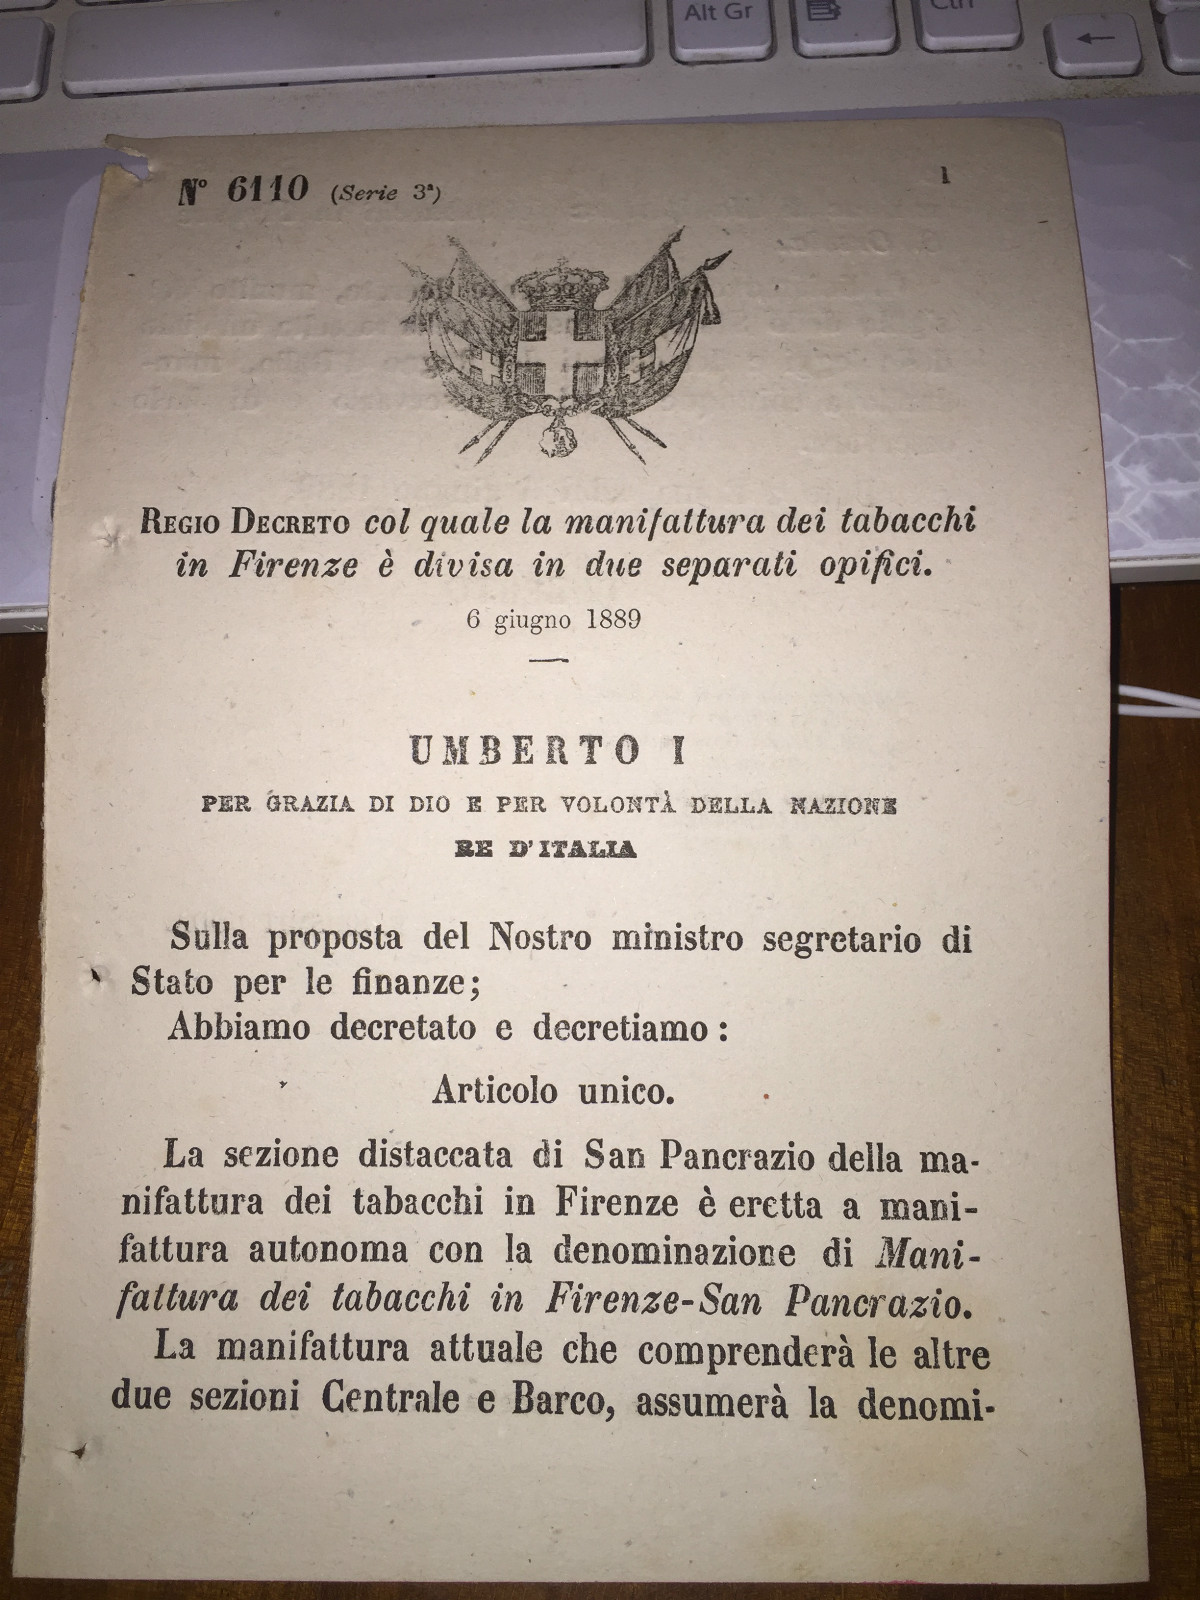 Alt Gr
Ctrl
←
Nº 6110 (Serie 3ª)
1
REGIO DECRETO col quale la manifattura dei tabacchi
in Firenze è divisa in due separati opifici.
6 giugno 1889
UMBERTO I
PER GRAZIA DI DIO E PER VOLONTÀ DELLA NAZIONE
RE D'ITALIA
Sulla proposta del Nostro ministro segretario di
Stato per le finanze;
Abbiamo decretato e decretiamo:
Articolo unico.
La sezione distaccata di San Pancrazio della ma-
nifattura dei tabacchi in Firenze è eretta a mani-
fattura autonoma con la denominazione di Mani-
fattura dei tabacchi in Firenze-San Pancrazio.
La manifattura attuale che comprenderà le altre
due sezioni Centrale e Barco, assumerà la denomi-